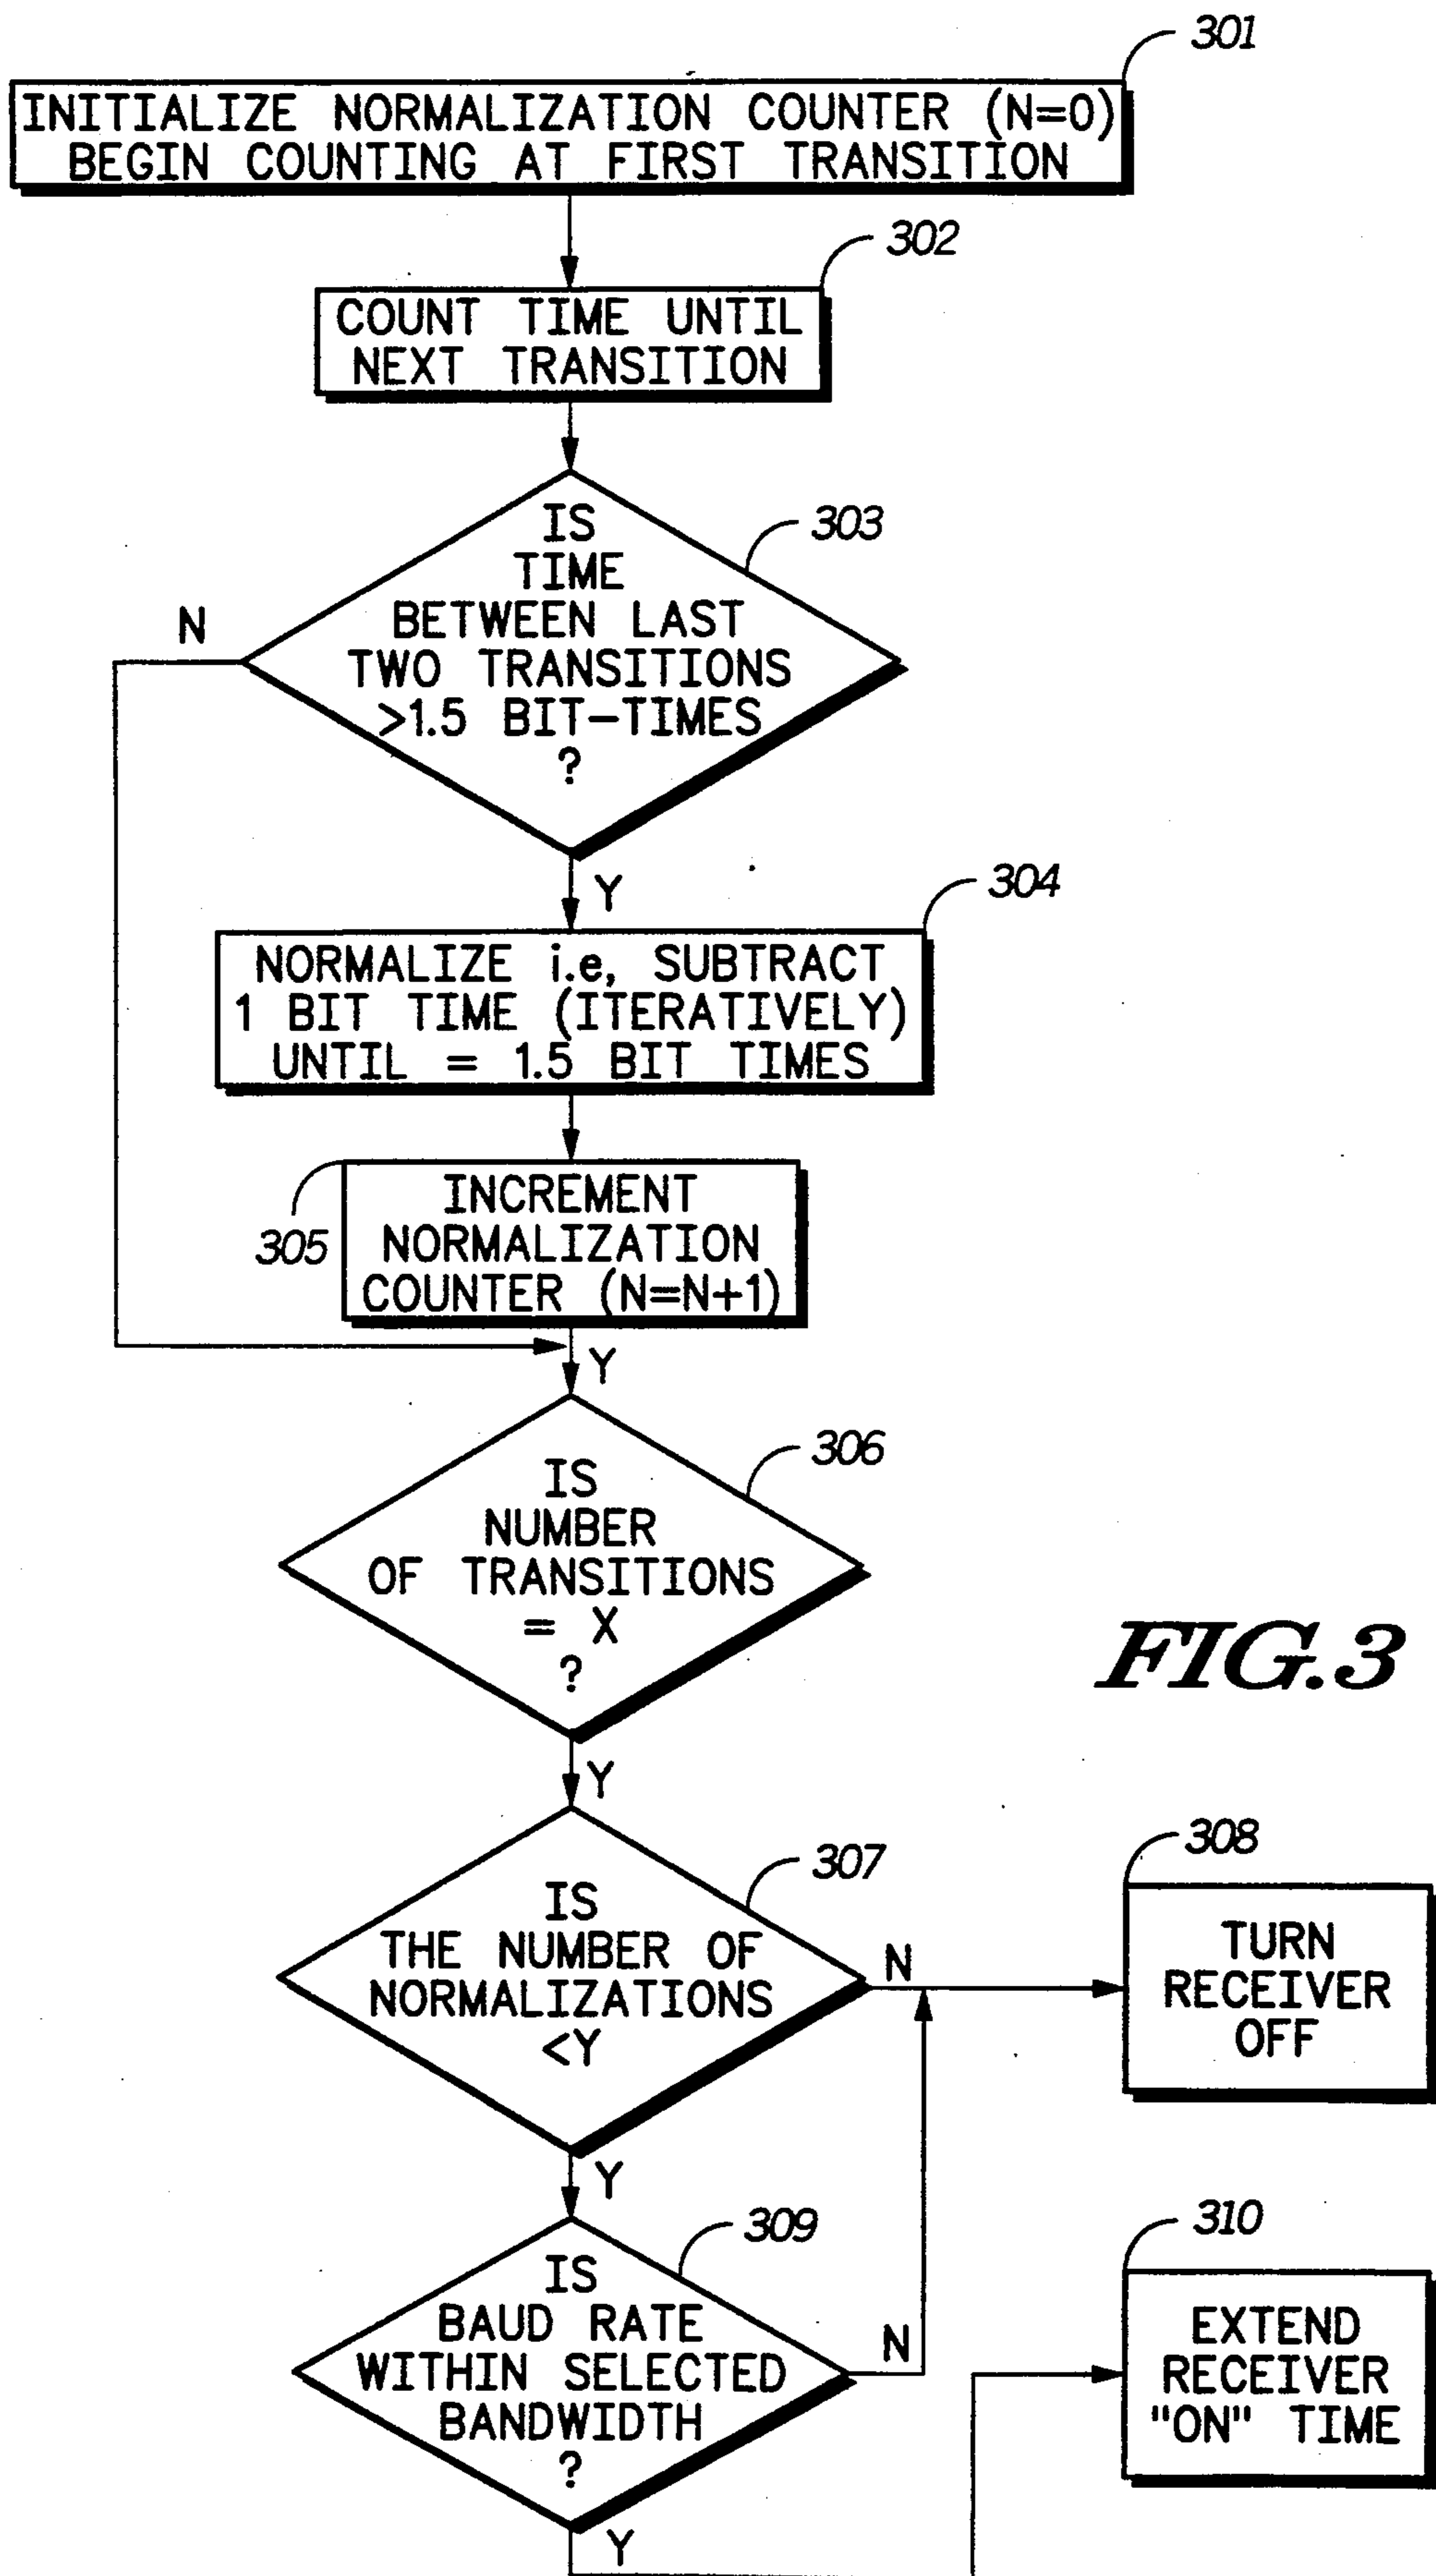 301
INITIALIZE NORMALIZATION COUNTER (N=0)
BEGIN COUNTING AT FIRST TRANSITION
302
COUNT TIME UNTIL
NEXT TRANSITION
303
IS
TIME
BETWEEN LAST
TWO TRANSITIONS
>1.5 BIT-TIMES
?
N
Y
304
NORMALIZE i.e, SUBTRACT
1 BIT TIME (ITERATIVELY)
UNTIL = 1.5 BIT TIMES
305
INCREMENT
NORMALIZATION
COUNTER (N=N+1)
Y
306
IS
NUMBER
OF TRANSITIONS
= X
?
FIG.3
Y
307
IS
THE NUMBER OF
NORMALIZATIONS
<Y
N
308
TURN
RECEIVER
OFF
Y
309
IS
BAUD RATE
WITHIN SELECTED
BANDWIDTH
?
N
310
EXTEND
RECEIVER
"ON" TIME
Y